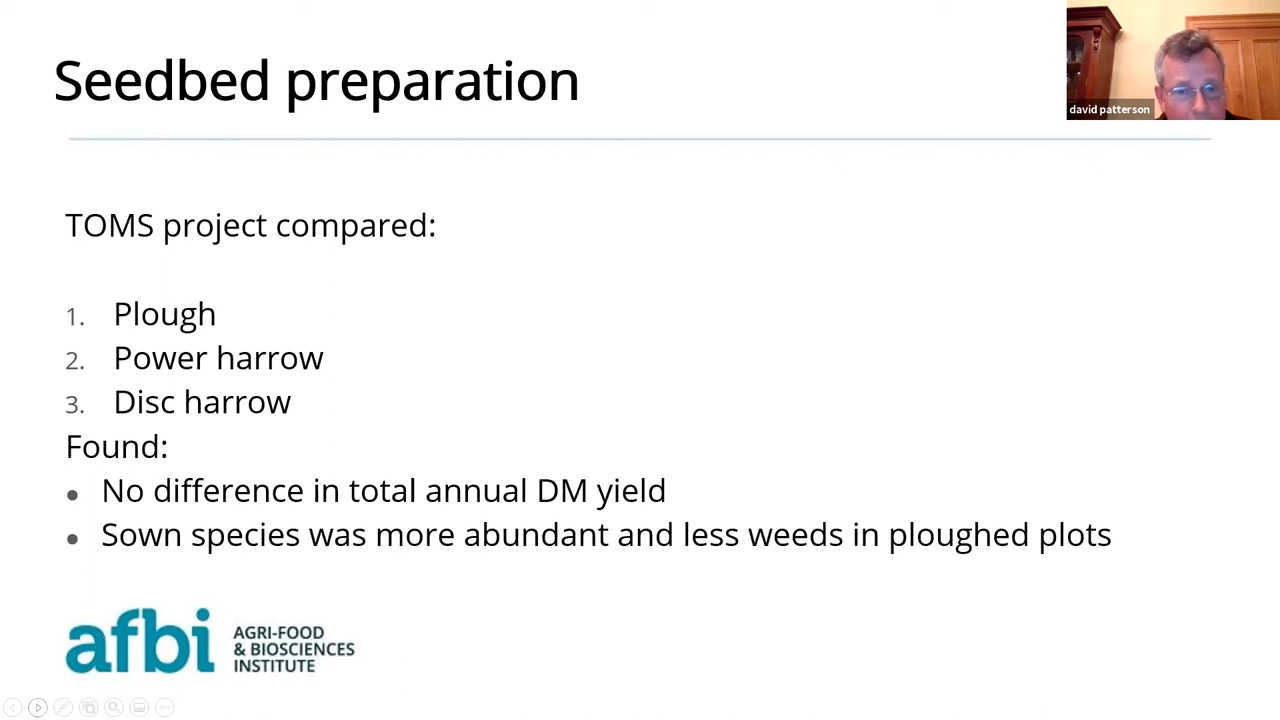 Seedbed preparation
david patterson
TOMS project compared:
1. Plough
2. Power harrow
3. Disc harrow
Found:
• No difference in total annual DM yield
• Sown species was more abundant and less weeds in ploughed plots
afbi
AGRI-FOOD
& BIOSCIENCES
INSTITUTE